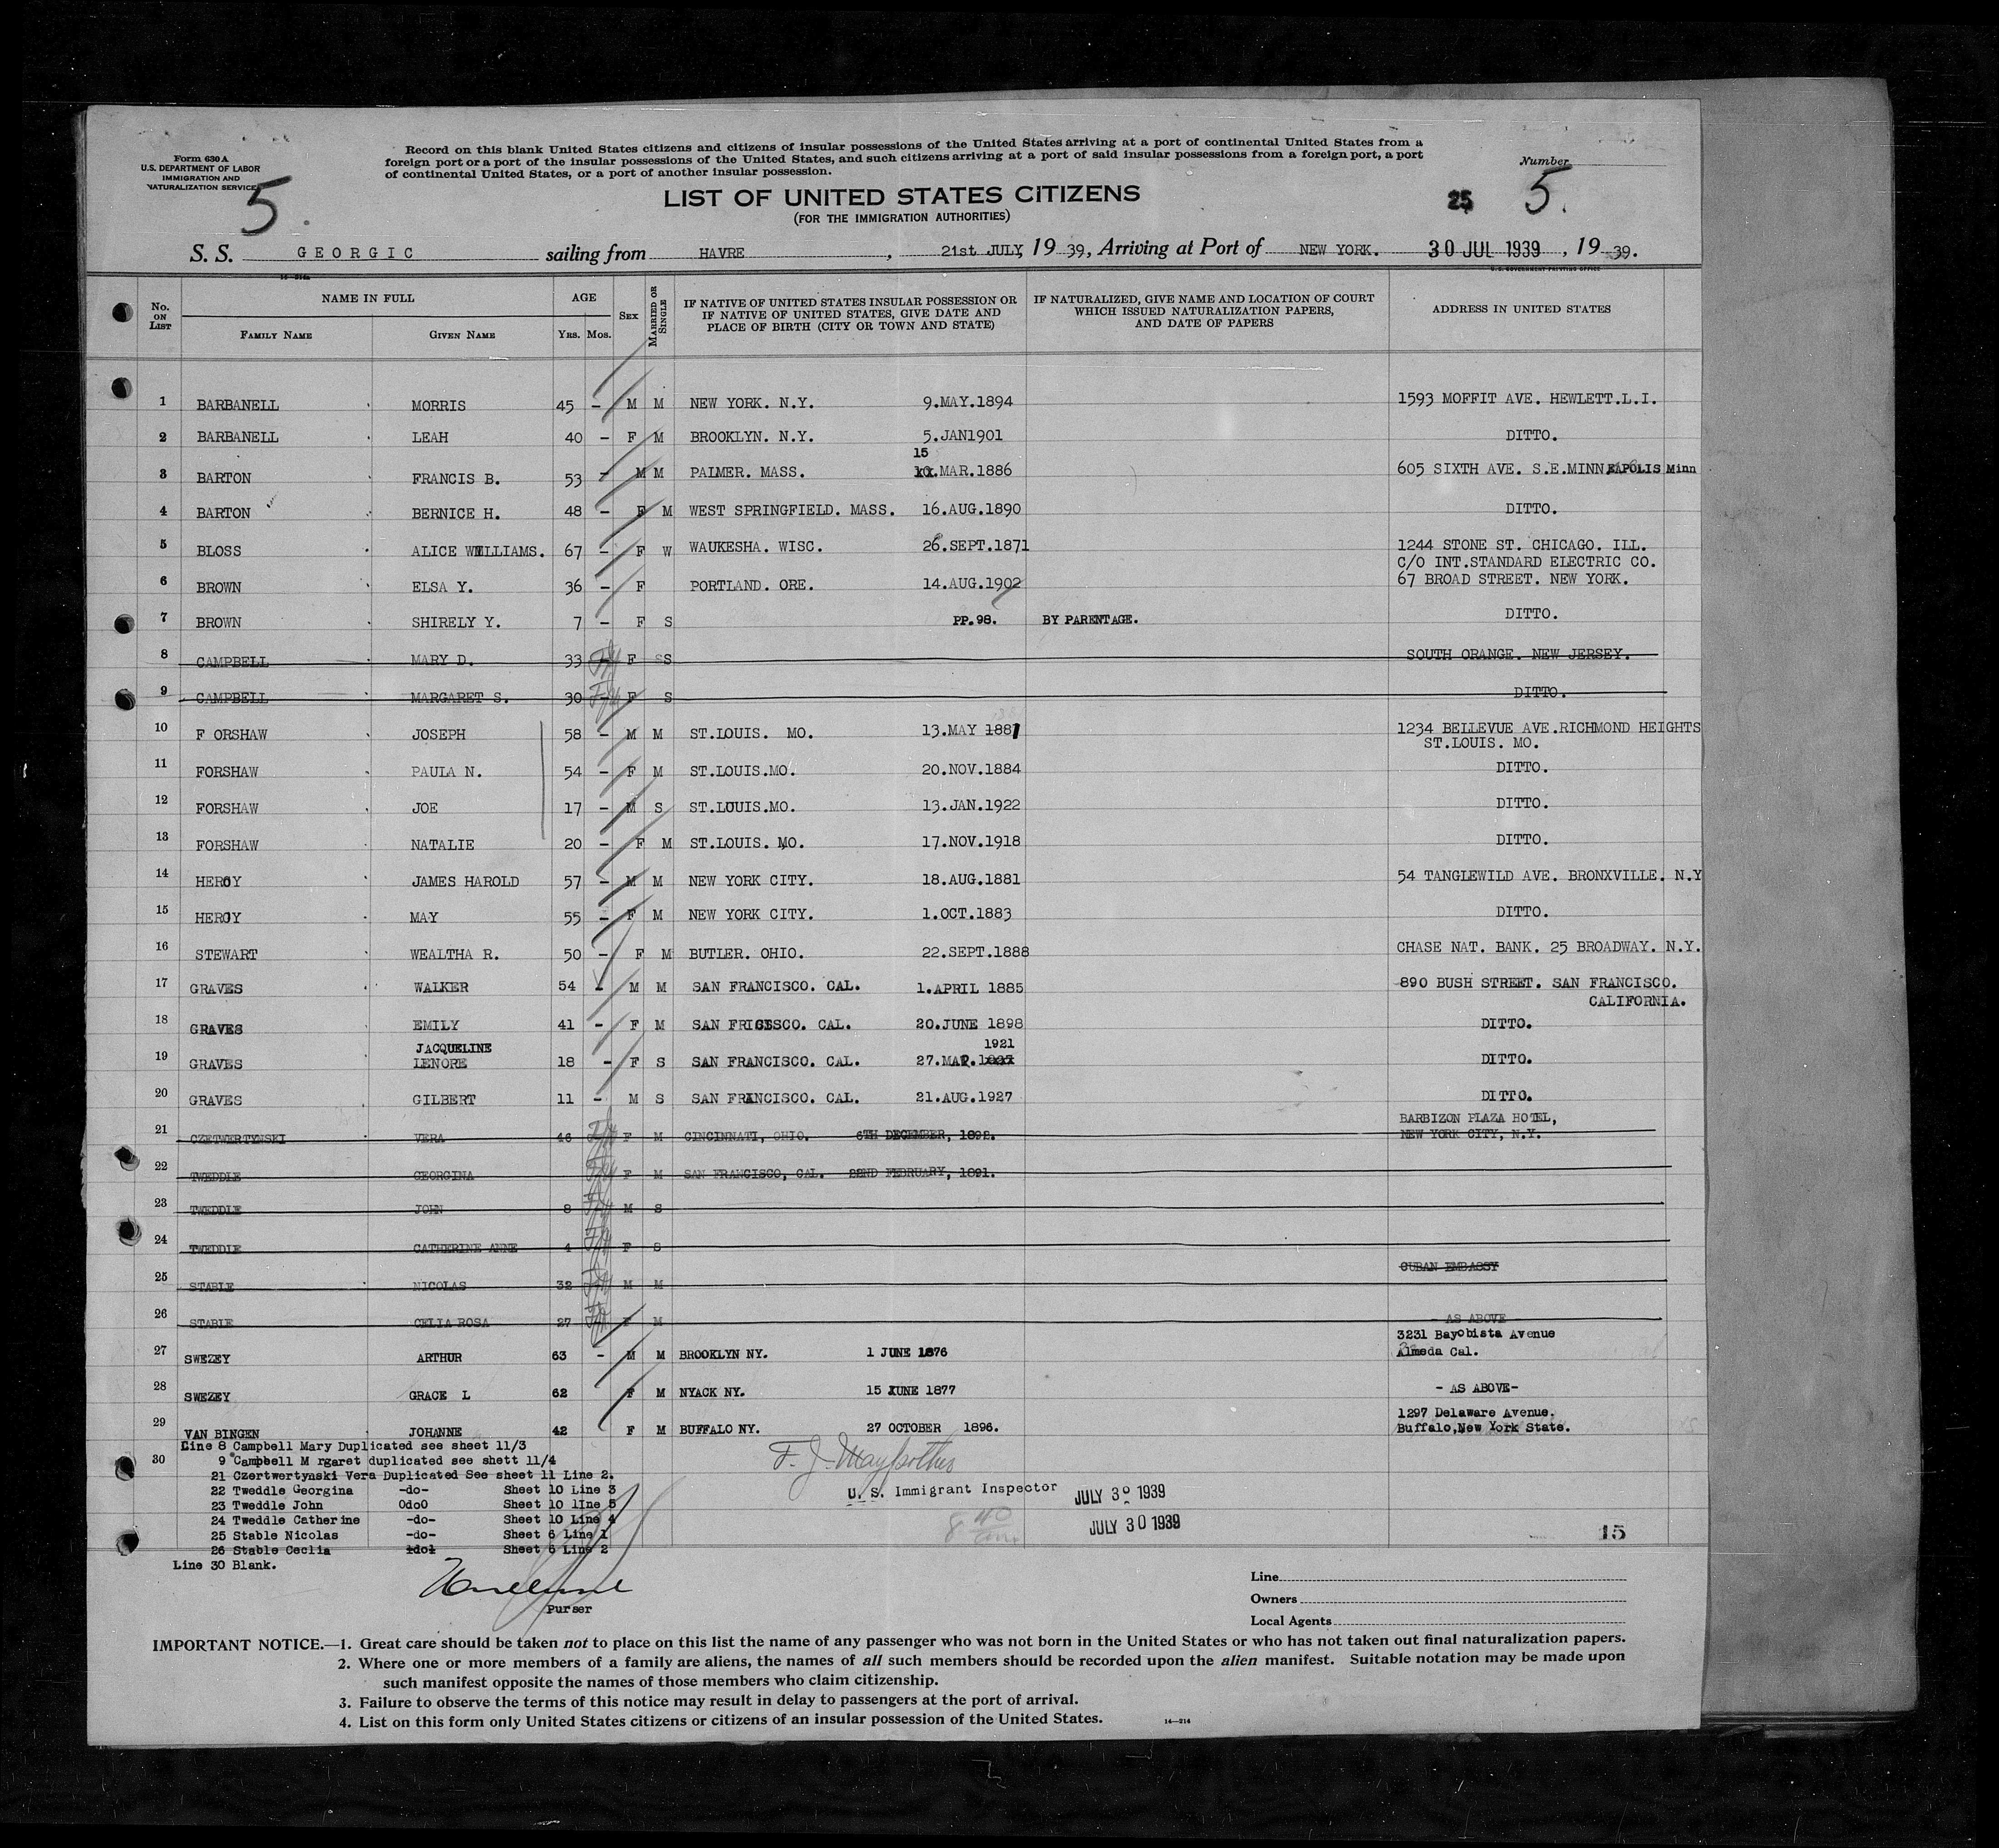 Form 630 A
U.S. DEPARTMENT OF LABOR
IMMIGRATION AND
NATURALIZATION SERVICE
5.
Record on this blank United States citizens and citizens of insular possessions of the United States arriving at a port of continental United States from a
foreign port or a port of the insular possessions of the United States, and such citizens arriving at a port of said insular possessions from a foreign port, a port
of continental United States, or a port of another insular possession.
Number
LIST OF UNITED STATES CITIZENS
(FOR THE IMMIGRATION AUTHORITIES)
25 5.
S. S. GEORGIC sailing from HAVRE , 21st JULY, 19 39, Arriving at Port of NEW YORK. 30 JUL 1939 , 19 39.
U. S. GOVERNMENT PRINTING OFFICE
No. ON LIST NAME IN FULL FAMILY NAME GIVEN NAME AGE YRS. MOS. SEX MARRIED OR SINGLE IF NATIVE OF UNITED STATES INSULAR POSSESSION OR IF NATIVE OF UNITED STATES, GIVE DATE AND PLACE OF BIRTH (CITY OR TOWN AND STATE) IF NATURALIZED, GIVE NAME AND LOCATION OF COURT WHICH ISSUED NATURALIZATION PAPERS, AND DATE OF PAPERS ADDRESS IN UNITED STATES
1 BARBANELL MORRIS 45 - M M NEW YORK. N.Y. 9.MAY.1894 1593 MOFFIT AVE. HEWLETT.L.I.
2 BARBANELL LEAH 40 - F M BROOKLYN. N.Y. 5.JAN1901 DITTO.
15
3 BARTON FRANCIS B. 53 - M M PALMER. MASS. 10.MAR.1886 605 SIXTH AVE. S.E.MINNEAPOLIS Minn
4 BARTON BERNICE H. 48 - F M WEST SPRINGFIELD. MASS. 16.AUG.1890 DITTO.
5 BLOSS ALICE WILLIAMS. 67 - F W WAUKESHA. WISC. 26.SEPT.1871 1244 STONE ST. CHICAGO. ILL.
C/O INT.STANDARD ELECTRIC CO.
6 BROWN ELSA Y. 36 - F PORTLAND. ORE. 14.AUG.1902 67 BROAD STREET. NEW YORK.
7 BROWN SHIRELY Y. 7 - F S PP.98. BY PARENTAGE. DITTO.
8 CAMPBELL MARY D. 33 - F SS SOUTH ORANGE. NEW JERSEY.
9 CAMPBELL MARGARET S. 30 - F S DITTO.
10 F ORSHAW JOSEPH 58 - M M ST.LOUIS. MO. 13.MAY 1881 1234 BELLEVUE AVE.RICHMOND HEIGHTS
ST.LOUIS. MO.
11 FORSHAW PAULA N. 54 - F M ST.LOUIS.MO. 20.NOV.1884 DITTO.
12 FORSHAW JOE 17 - M S ST.LOUIS.MO. 13.JAN.1922 DITTO.
13 FORSHAW NATALIE 20 - F M ST.LOUIS. MO. 17.NOV.1918 DITTO.
14 HERCY JAMES HAROLD 57 - M M NEW YORK CITY. 18.AUG.1881 54 TANGLEWILD AVE. BRONXVILLE. N.Y
15 HERCY MAY 55 - F M NEW YORK CITY. 1.OCT.1883 DITTO.
16 STEWART WEALTHA R. 50 - F M BUTLER. OHIO. 22.SEPT.1888 CHASE NAT. BANK. 25 BROADWAY. N.Y.
17 GRAVES WALKER 54 - M M SAN FRANCISCO. CAL. 1.APRIL 1885 890 BUSH STREET. SAN FRANCISCO.
CALIFORNIA.
18 GRAVES EMILY 41 - F M SAN FRICISCO. CAL. 20.JUNE 1898 DITTO.
JACQUELINE 1921
19 GRAVES LENORE 18 - F S SAN FRANCISCO. CAL. 27.MAR. DITTO.
20 GRAVES GILBERT 11 - M S SAN FRANCISCO. CAL. 21.AUG.1927 DITTO.
BARBIZON PLAZA HOTEL,
21 CZETWERTYNSKI VERA 46 F M CINCINNATI, OHIO. 6TH DECEMBER, 1892. NEW YORK CITY, N.Y.
22 TWEDDLE GEORGINA F M SAN FRANCISCO, CAL. 22ND FEBRUARY, 1891.
23 TWEDDLE JOHN 8 M S
24 TWEDDLE CATHERINE ANNE 4 F S
CUBAN EMBASSY
25 STABLE NICOLAS 32 M M
26 STABLE CELIA ROSA 27 F M - AS ABOVE -
3231 Bayobista Avenue
27 SWEZEY ARTHUR 63 - M M BROOKLYN NY. 1 JUNE 1876 Almeda Cal.
28 SWEZEY GRACE L 62 F M NYACK NY. 15 XUNE 1877 - AS ABOVE-
1297 Delaware Avenue.
29 VAN BINGEN JOHANNE 42 F M BUFFALO NY. 27 OCTOBER 1896. Buffalo,New York State.
Line 8 Campbell Mary Duplicated see sheet 11/3
30 9 "Campbell M rgaret duplicated see shett 11/4
21 Czertwertynski Vera Duplicated See sheet 11 Line 2.
22 Tweddle Georgina -do- Sheet 10 Line 3
23 Tweddle John 0do0 Sheet 10 lIne 5
24 Tweddle Catherine -do- Sheet 10 Line 4
25 Stable Nicolas -do- Sheet 6 Line 1
26 Stable Ceclia 1do1 Sheet 6 Line 2
Line 30 Blank.
U. S. Immigrant Inspector JULY 30 1939
8 40 am.
JULY 30 1939
15
Purser
Line
Owners
Local Agents
IMPORTANT NOTICE.—1. Great care should be taken not to place on this list the name of any passenger who was not born in the United States or who has not taken out final naturalization papers.
2. Where one or more members of a family are aliens, the names of all such members should be recorded upon the alien manifest. Suitable notation may be made upon
such manifest opposite the names of those members who claim citizenship.
3. Failure to observe the terms of this notice may result in delay to passengers at the port of arrival.
4. List on this form only United States citizens or citizens of an insular possession of the United States. 14—214